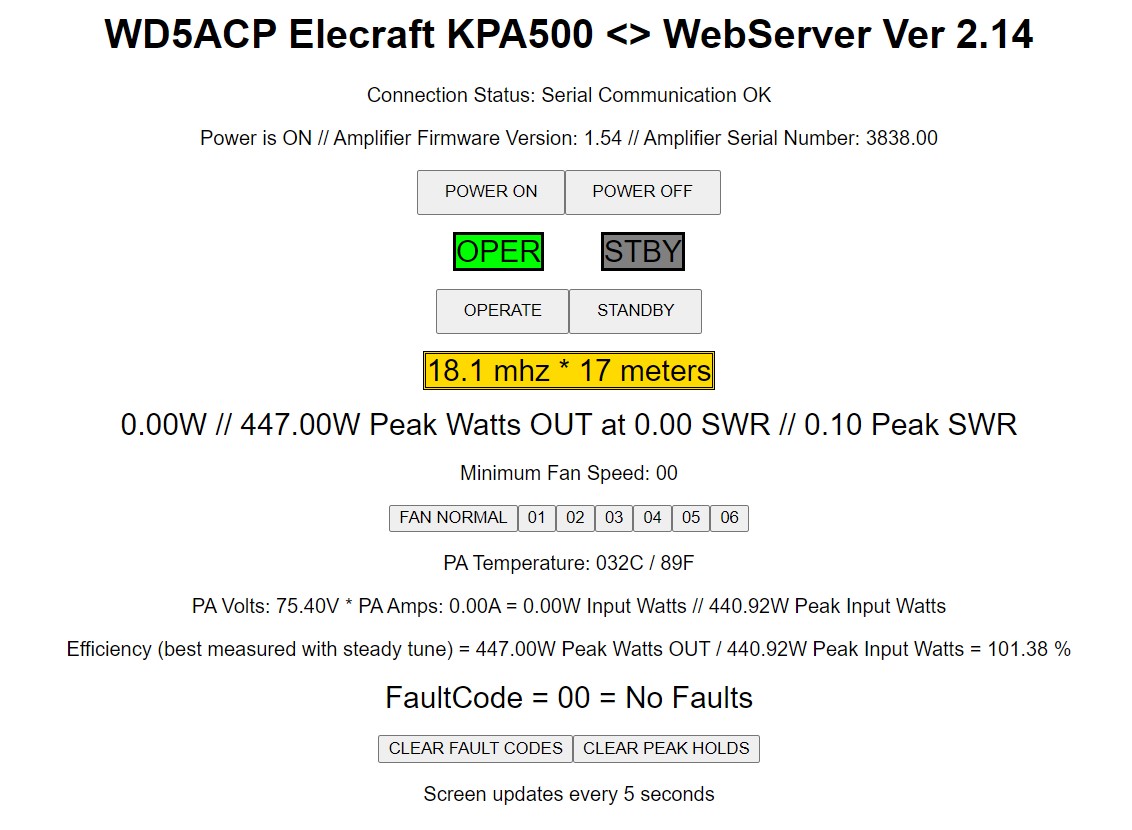 WD5ACP Elecraft KPA500 <> WebServer Ver 2.14
Connection Status: Serial Communication OK
Power is ON // Amplifier Firmware Version: 1.54 // Amplifier Serial Number: 3838.00
POWER ON POWER OFF
OPER STBY
OPERATE STANDBY
18.1 mhz * 17 meters
0.00W // 447.00W Peak Watts OUT at 0.00 SWR // 0.10 Peak SWR
Minimum Fan Speed: 00
FAN NORMAL 01 02 03 04 05 06
PA Temperature: 032C / 89F
PA Volts: 75.40V * PA Amps: 0.00A = 0.00W Input Watts // 440.92W Peak Input Watts
Efficiency (best measured with steady tune) = 447.00W Peak Watts OUT / 440.92W Peak Input Watts = 101.38 %
FaultCode = 00 = No Faults
CLEAR FAULT CODES CLEAR PEAK HOLDS
Screen updates every 5 seconds